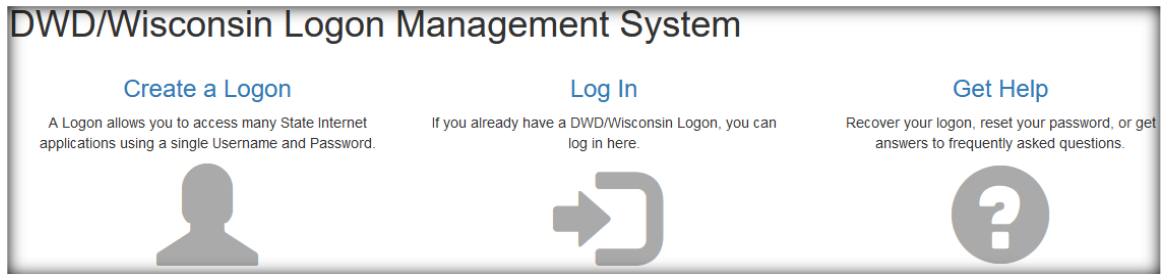 DWD/Wisconsin Logon Management System
Create a Logon
A Logon allows you to access many State Internet
applications using a single Username and Password.
Log In
If you already have a DWD/Wisconsin Logon, you can
log in here.
Get Help
Recover your logon, reset your password, or get
answers to frequently asked questions.
?